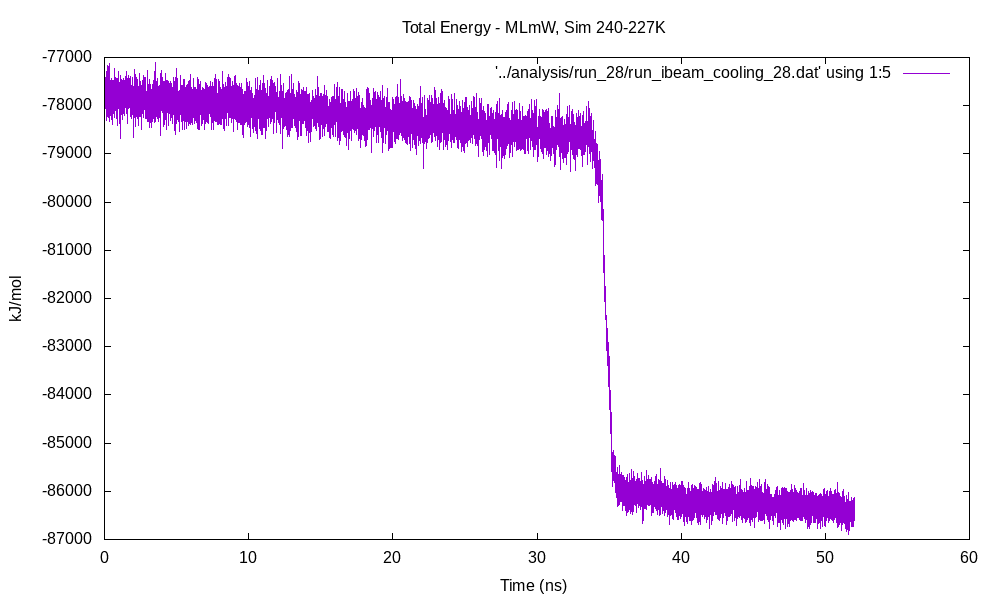 Total Energy - MLmW, Sim 240-227K
'../analysis/run_28/run_ibeam_cooling_28.dat' using 1:5
-77000
-78000
-79000
-80000
-81000
-82000
-83000
-84000
-85000
-86000
-87000
kJ/mol
0 10 20 30 40 50 60
Time (ns)